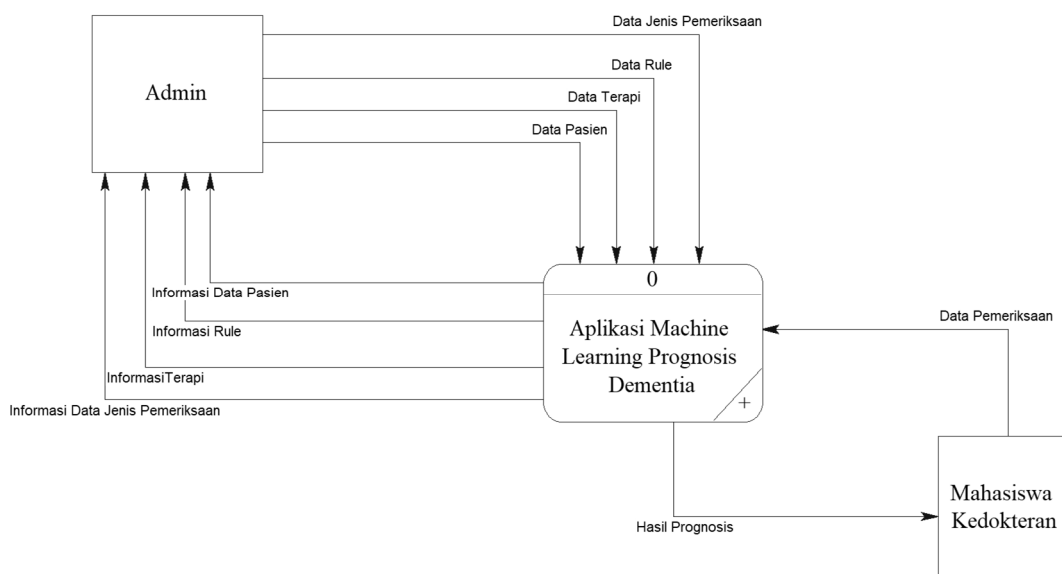 Data Jenis Pemeriksaan
Admin
Data Rule
Data Terapi
Data Pasien
0
Informasi Data Pasien
Aplikasi Machine
Learning Prognosis
Dementia
+
Data Pemeriksaan
Informasi Rule
InformasiTerapi
Informasi Data Jenis Pemeriksaan
Mahasiswa
Kedokteran
Hasil Prognosis